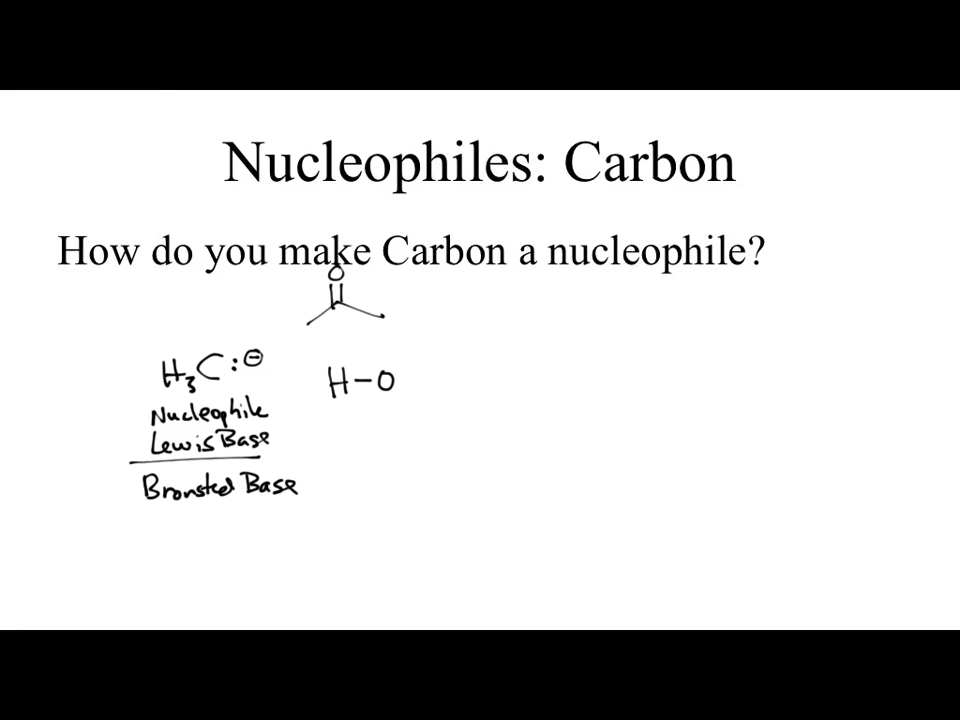 Nucleophiles: Carbon
How do you make Carbon a nucleophile?
O
H₃C:⊖
H-O
Nucleophile
Lewis Base
Bronsted Base